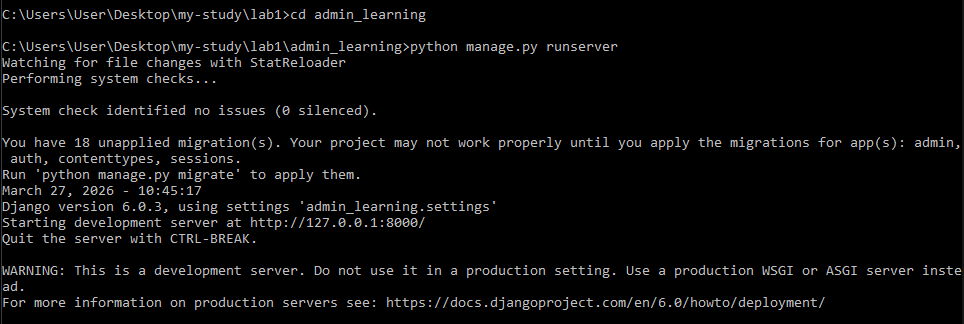 C:\Users\User\Desktop\my-study\lab1>cd admin_learning
C:\Users\User\Desktop\my-study\lab1\admin_learning>python manage.py runserver
Watching for file changes with StatReloader
Performing system checks...
System check identified no issues (0 silenced).
You have 18 unapplied migration(s). Your project may not work properly until you apply the migrations for app(s): admin,
 auth, contenttypes, sessions.
Run 'python manage.py migrate' to apply them.
March 27, 2026 - 10:45:17
Django version 6.0.3, using settings 'admin_learning.settings'
Starting development server at http://127.0.0.1:8000/
Quit the server with CTRL-BREAK.
WARNING: This is a development server. Do not use it in a production setting. Use a production WSGI or ASGI server inste
ad.
For more information on production servers see: https://docs.djangoproject.com/en/6.0/howto/deployment/